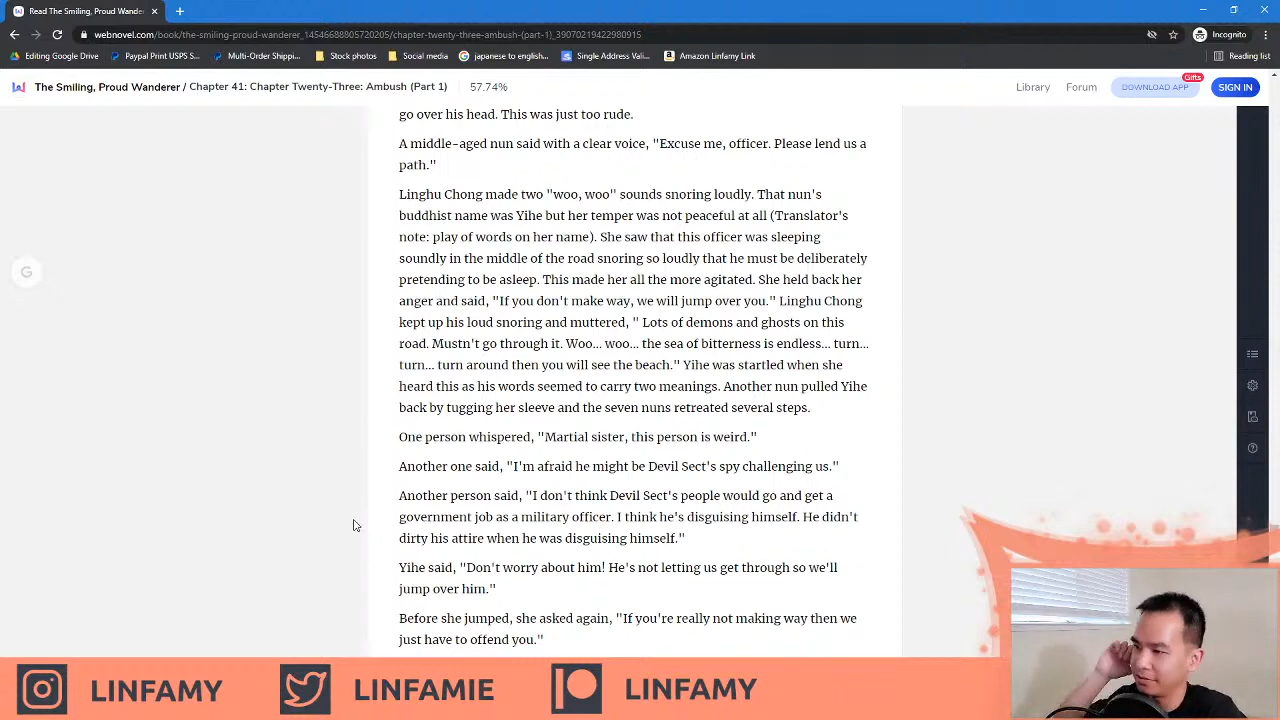 Read The Smiling, Proud Wander
webnovel.com/book/the-smiling-proud-wanderer_14546688805720205/chapter-twenty-three-ambush-(part-1)_39070219422980915
Incognito
Editing Google Drive
Paypal Print USPS S...
Multi-Order Shippi...
Stock photos
Social media
japanese to english...
Single Address Vali...
Amazon Linfamy Link
Reading list
The Smiling, Proud Wanderer / Chapter 41: Chapter Twenty-Three: Ambush (Part 1)
57.74%
Library
Forum
DOWNLOAD APP
Gifts
SIGN IN
go over his head. This was just too rude.
A middle-aged nun said with a clear voice, "Excuse me, officer. Please lend us a
path."
Linghu Chong made two "woo, woo" sounds snoring loudly. That nun's
buddhist name was Yihe but her temper was not peaceful at all (Translator's
note: play of words on her name). She saw that this officer was sleeping
soundly in the middle of the road snoring so loudly that he must be deliberately
pretending to be asleep. This made her all the more agitated. She held back her
anger and said, "If you don't make way, we will jump over you." Linghu Chong
kept up his loud snoring and muttered, " Lots of demons and ghosts on this
road. Mustn't go through it. Woo... woo... the sea of bitterness is endless... turn...
turn... turn around then you will see the beach." Yihe was startled when she
heard this as his words seemed to carry two meanings. Another nun pulled Yihe
back by tugging her sleeve and the seven nuns retreated several steps.
One person whispered, "Martial sister, this person is weird."
Another one said, "I'm afraid he might be Devil Sect's spy challenging us."
Another person said, "I don't think Devil Sect's people would go and get a
government job as a military officer. I think he's disguising himself. He didn't
dirty his attire when he was disguising himself."
Yihe said, "Don't worry about him! He's not letting us get through so we'll
jump over him."
Before she jumped, she asked again, "If you're really not making way then we
just have to offend you."
G
LINFAMY
LINFAMIE
LINFAMY